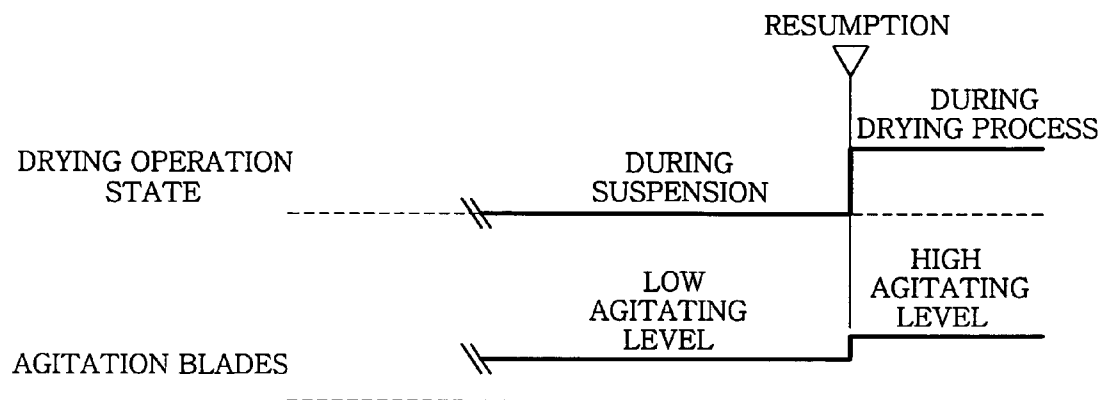 RESUMPTION
DURING
DRYING PROCESS
DRYING OPERATION
STATE
DURING
SUSPENSION
LOW
AGITATING
LEVEL
HIGH
AGITATING
LEVEL
AGITATION BLADES